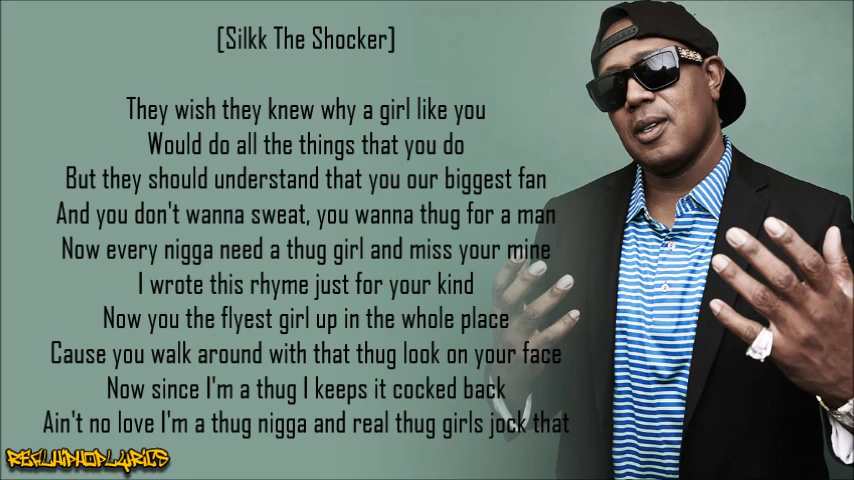 [Silkk The Shocker]
They wish they knew why a girl like you
Would do all the things that you do
But they should understand that you our biggest fan
And you don't wanna sweat, you wanna thug for a man
Now every nigga need a thug girl and miss your mine
I wrote this rhyme just for your kind
Now you the flyest girl up in the whole place
Cause you walk around with that thug look on your face
Now since I'm a thug I keeps it cocked back
Ain't no love I'm a thug nigga and real thug girls jock that
REALHIPHOPLYRICS